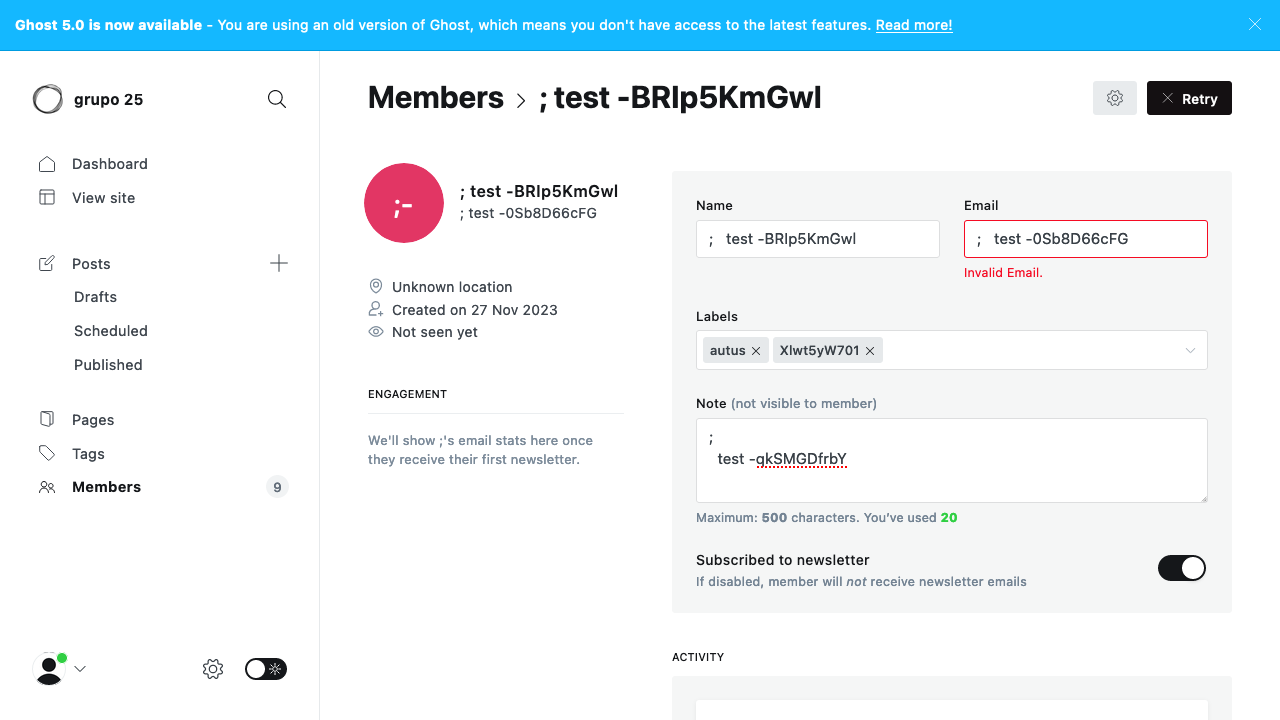 Ghost 5.0 is now available - You are using an old version of Ghost, which means you don't have access to the latest features. Read more!
grupo 25
Dashboard
View site
Posts
Drafts
Scheduled
Published
Pages
Tags
Members 9
Members > ; test -BRIp5KmGwl
Retry
;-
; test -BRIp5KmGwl
; test -0Sb8D66cFG
Unknown location
Created on 27 Nov 2023
Not seen yet
ENGAGEMENT
We'll show ;'s email stats here once
they receive their first newsletter.
Name
; test -BRIp5KmGwl
Email
; test -0Sb8D66cFG
Invalid Email.
Labels
autus × XIwt5yW701 ×
Note (not visible to member)
;
test -qkSMGDfrbY
Maximum: 500 characters. You've used 20
Subscribed to newsletter
If disabled, member will not receive newsletter emails
ACTIVITY